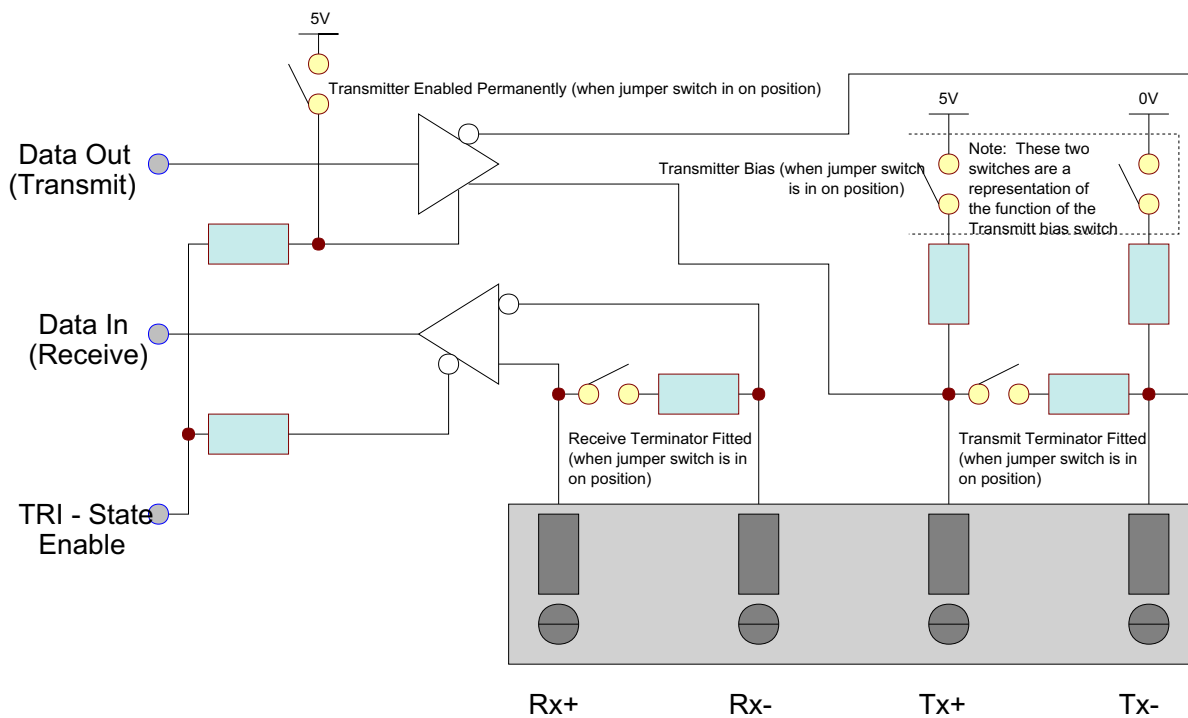 5V
Transmitter Enabled Permanently (when jumper switch in on position)
5V
0V
Data Out
(Transmit)
Transmitter Bias (when jumper switch
is in on position)
Note: These two
switches are a
representation of
the function of the
Transmitt bias switch
Data In
(Receive)
Receive Terminator Fitted
(when jumper switch is in
on position)
Transmit Terminator Fitted
(when jumper switch is in
on position)
TRI - State
Enable
Rx+
Rx-
Tx+
Tx-